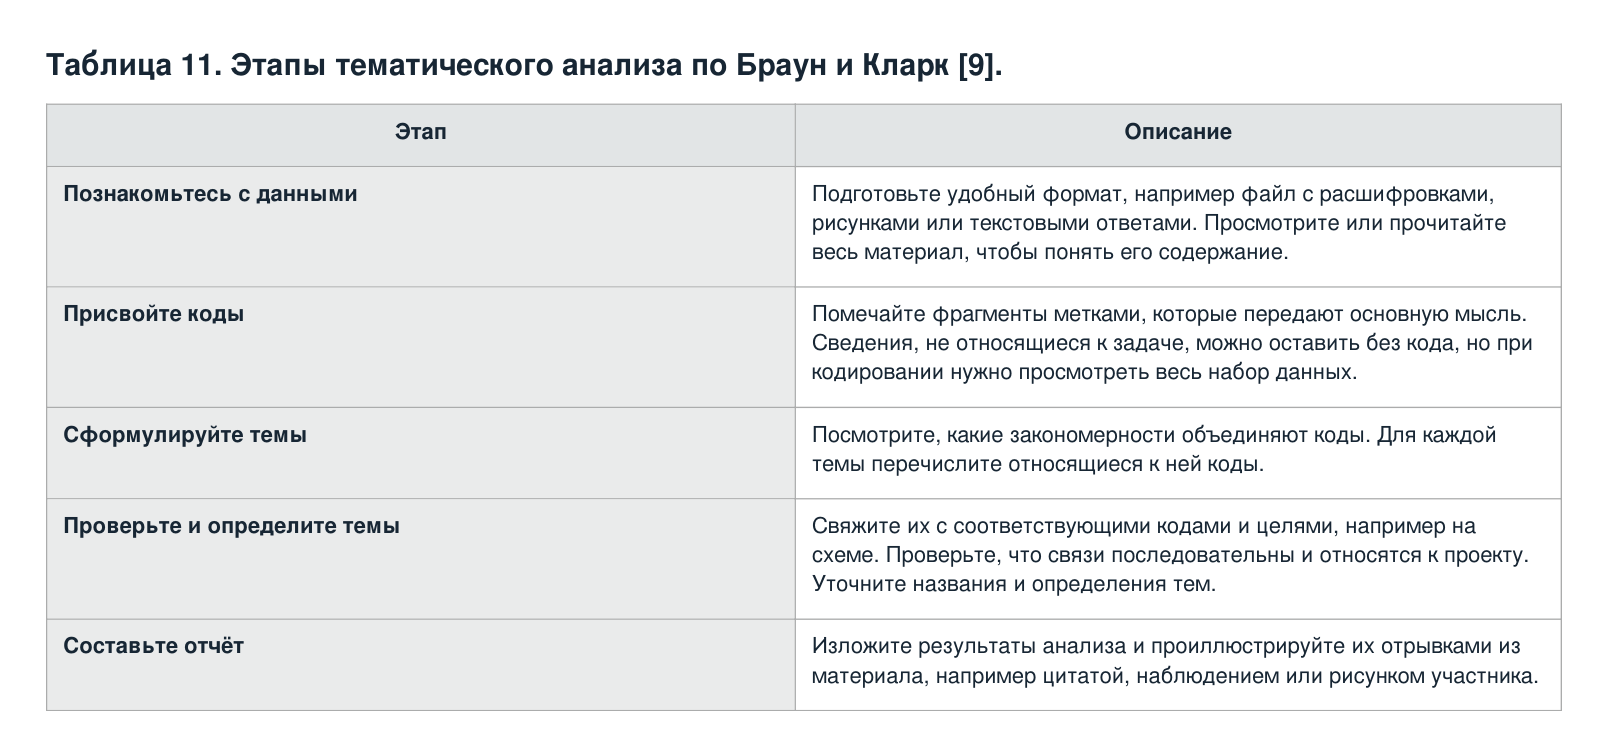 Таблица 11. Этапы тематического анализа по Браун и Кларк [9].
Этап
Описание
Познакомьтесь с данными
Подготовьте удобный формат, например файл с расшифровками,
рисунками или текстовыми ответами. Просмотрите или прочитайте
весь материал, чтобы понять его содержание.
Присвойте коды
Помечайте фрагменты метками, которые передают основную мысль.
Сведения, не относящиеся к задаче, можно оставить без кода, но при
кодировании нужно просмотреть весь набор данных.
Сформулируйте темы
Посмотрите, какие закономерности объединяют коды. Для каждой
темы перечислите относящиеся к ней коды.
Проверьте и определите темы
Свяжите их с соответствующими кодами и целями, например на
схеме. Проверьте, что связи последовательны и относятся к проекту.
Уточните названия и определения тем.
Составьте отчёт
Изложите результаты анализа и проиллюстрируйте их отрывками из
материала, например цитатой, наблюдением или рисунком участника.